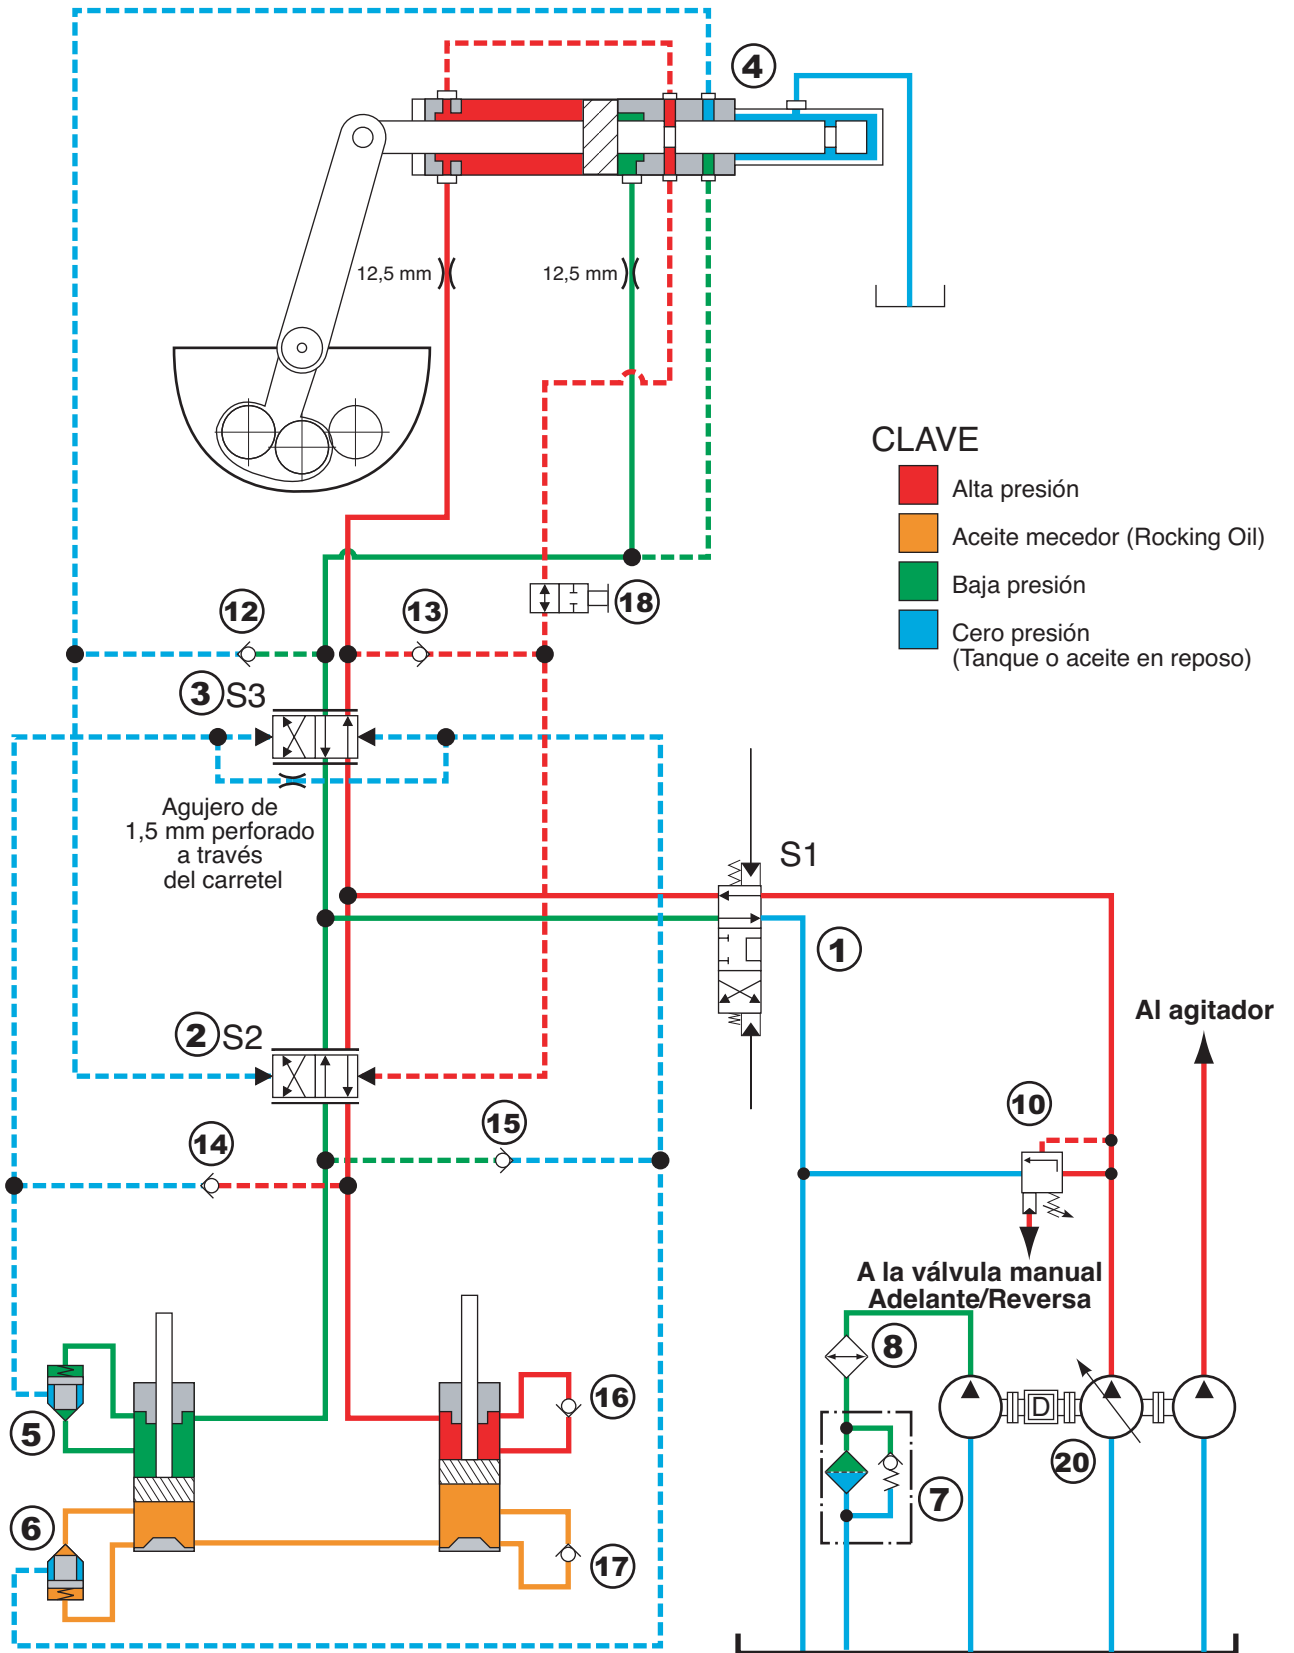 4
12,5 mm
12,5 mm
CLAVE
Alta presión
Aceite mecedor (Rocking Oil)
Baja presión
Cero presión
(Tanque o aceite en reposo)
18
12
13
3 S3
Agujero de
1,5 mm perforado
a través
del carretel
S1
1
2 S2
Al agitador
10
15
14
A la válvula manual
Adelante/Reversa
8
16
5
D
20
7
6
17